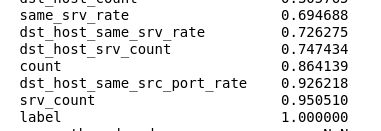 same_srv_rate 0.694688
dst_host_same_srv_rate 0.726275
dst_host_srv_count 0.747434
count 0.864139
dst_host_same_src_port_rate 0.926218
srv_count 0.950510
label 1.000000